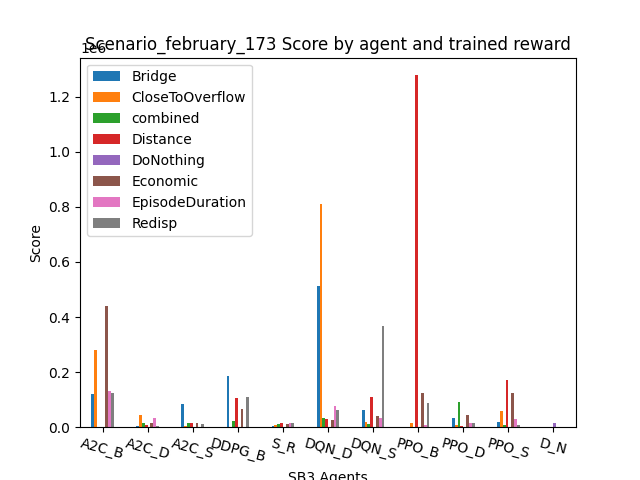 Scenario_february_173 Score by agent and trained reward
1e6
Bridge
CloseToOverflow
combined
Distance
DoNothing
Economic
EpisodeDuration
Redisp
Score
1.2
1.0
0.8
0.6
0.4
0.2
0.0
A2C_B A2C_D A2C_S DDPG_B S_R DQN_D DQN_S PPO_B PPO_D PPO_S D_N
SB3 Agents